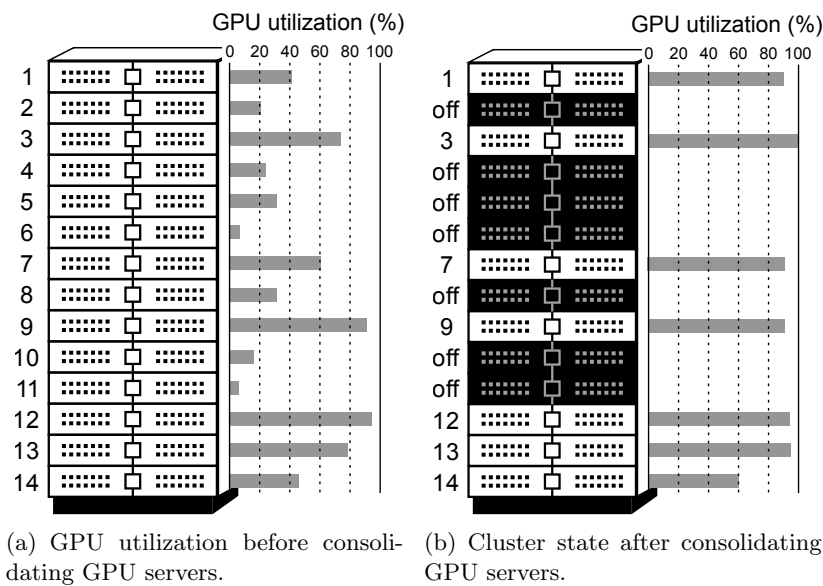 GPU utilization (%)
0 20 40 60 80 100
1
2
3
4
5
6
7
8
9
10
11
12
13
14
(a) GPU utilization before consoli-
dating GPU servers.
GPU utilization (%)
0 20 40 60 80 100
1
off
3
off
off
off
7
off
9
off
off
12
13
14
(b) Cluster state after consolidating
GPU servers.